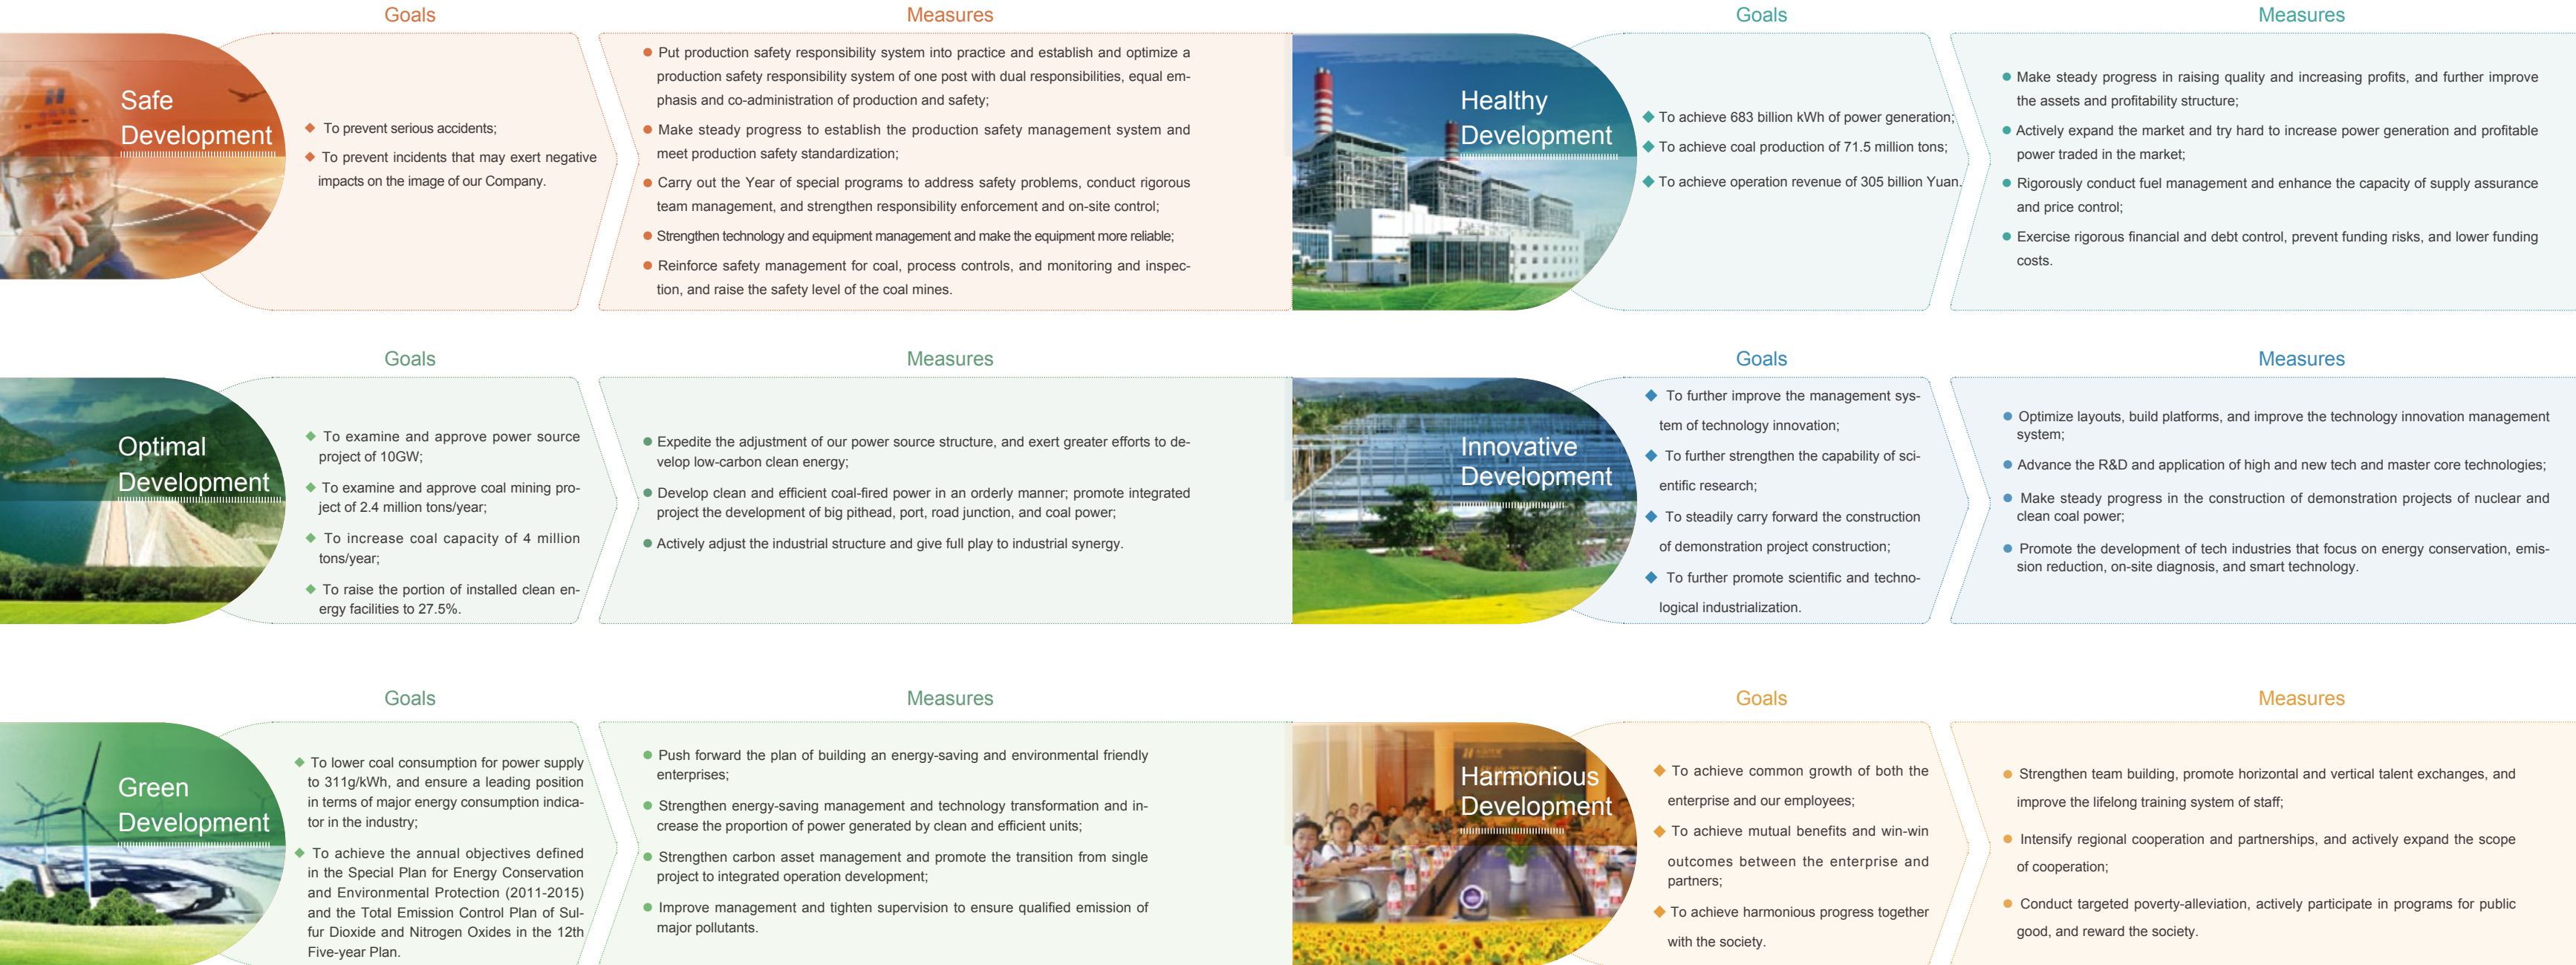 Goals
Measures
Safe
Development
◆ To prevent serious accidents;
◆ To prevent incidents that may exert negative
impacts on the image of our Company.
● Put production safety responsibility system into practice and establish and optimize a
production safety responsibility system of one post with dual responsibilities, equal em-
phasis and co-administration of production and safety;
● Make steady progress to establish the production safety management system and
meet production safety standardization;
● Carry out the Year of special programs to address safety problems, conduct rigorous
team management, and strengthen responsibility enforcement and on-site control;
● Strengthen technology and equipment management and make the equipment more reliable;
● Reinforce safety management for coal, process controls, and monitoring and inspec-
tion, and raise the safety level of the coal mines.
Goals
Measures
Healthy
Development
◆ To achieve 683 billion kWh of power generation;
◆ To achieve coal production of 71.5 million tons;
◆ To achieve operation revenue of 305 billion Yuan.
● Make steady progress in raising quality and increasing profits, and further improve
the assets and profitability structure;
● Actively expand the market and try hard to increase power generation and profitable
power traded in the market;
● Rigorously conduct fuel management and enhance the capacity of supply assurance
and price control;
● Exercise rigorous financial and debt control, prevent funding risks, and lower funding
costs.
Goals
Measures
Optimal
Development
◆ To examine and approve power source
project of 10GW;
◆ To examine and approve coal mining pro-
ject of 2.4 million tons/year;
◆ To increase coal capacity of 4 million
tons/year;
◆ To raise the portion of installed clean en-
ergy facilities to 27.5%.
● Expedite the adjustment of our power source structure, and exert greater efforts to de-
velop low-carbon clean energy;
● Develop clean and efficient coal-fired power in an orderly manner; promote integrated
project the development of big pithead, port, road junction, and coal power;
● Actively adjust the industrial structure and give full play to industrial synergy.
Goals
Measures
Innovative
Development
◆ To further improve the management sys-
tem of technology innovation;
◆ To further strengthen the capability of sci-
entific research;
◆ To steadily carry forward the construction
of demonstration project construction;
◆ To further promote scientific and techno-
logical industrialization.
● Optimize layouts, build platforms, and improve the technology innovation management
system;
● Advance the R&D and application of high and new tech and master core technologies;
● Make steady progress in the construction of demonstration projects of nuclear and
clean coal power;
● Promote the development of tech industries that focus on energy conservation, emis-
sion reduction, on-site diagnosis, and smart technology.
Goals
Measures
Green
Development
◆ To lower coal consumption for power supply
to 311g/kWh, and ensure a leading position
in terms of major energy consumption indica-
tor in the industry;
◆ To achieve the annual objectives defined
in the Special Plan for Energy Conservation
and Environmental Protection (2011-2015)
and the Total Emission Control Plan of Sul-
fur Dioxide and Nitrogen Oxides in the 12th
Five-year Plan.
● Push forward the plan of building an energy-saving and environmental friendly
enterprises;
● Strengthen energy-saving management and technology transformation and in-
crease the proportion of power generated by clean and efficient units;
● Strengthen carbon asset management and promote the transition from single
project to integrated operation development;
● Improve management and tighten supervision to ensure qualified emission of
major pollutants.
Goals
Measures
Harmonious
Development
◆ To achieve common growth of both the
enterprise and our employees;
◆ To achieve mutual benefits and win-win
outcomes between the enterprise and
partners;
◆ To achieve harmonious progress together
with the society.
● Strengthen team building, promote horizontal and vertical talent exchanges, and
improve the lifelong training system of staff;
● Intensify regional cooperation and partnerships, and actively expand the scope
of cooperation;
● Conduct targeted poverty-alleviation, actively participate in programs for public
good, and reward the society.